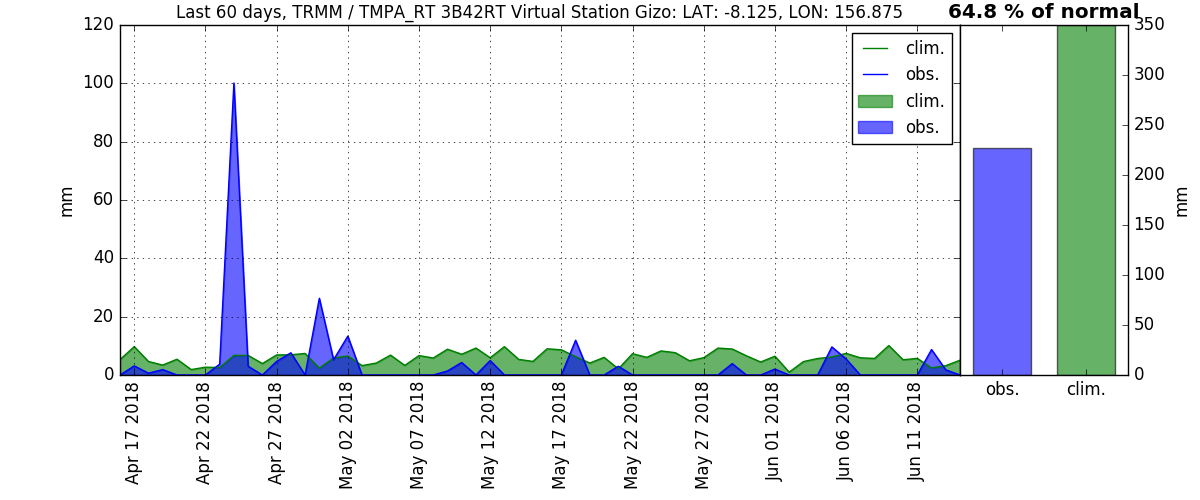 Last 60 days, TRMM / TMPA_RT 3B42RT Virtual Station Gizo: LAT: -8.125, LON: 156.875
64.8 % of normal
120
100
80
60
40
20
0
mm
clim.
obs.
clim.
obs.
350
300
250
200
150
100
50
0
mm
obs.
clim.
Apr 17 2018
Apr 22 2018
Apr 27 2018
May 02 2018
May 07 2018
May 12 2018
May 17 2018
May 22 2018
May 27 2018
Jun 01 2018
Jun 06 2018
Jun 11 2018